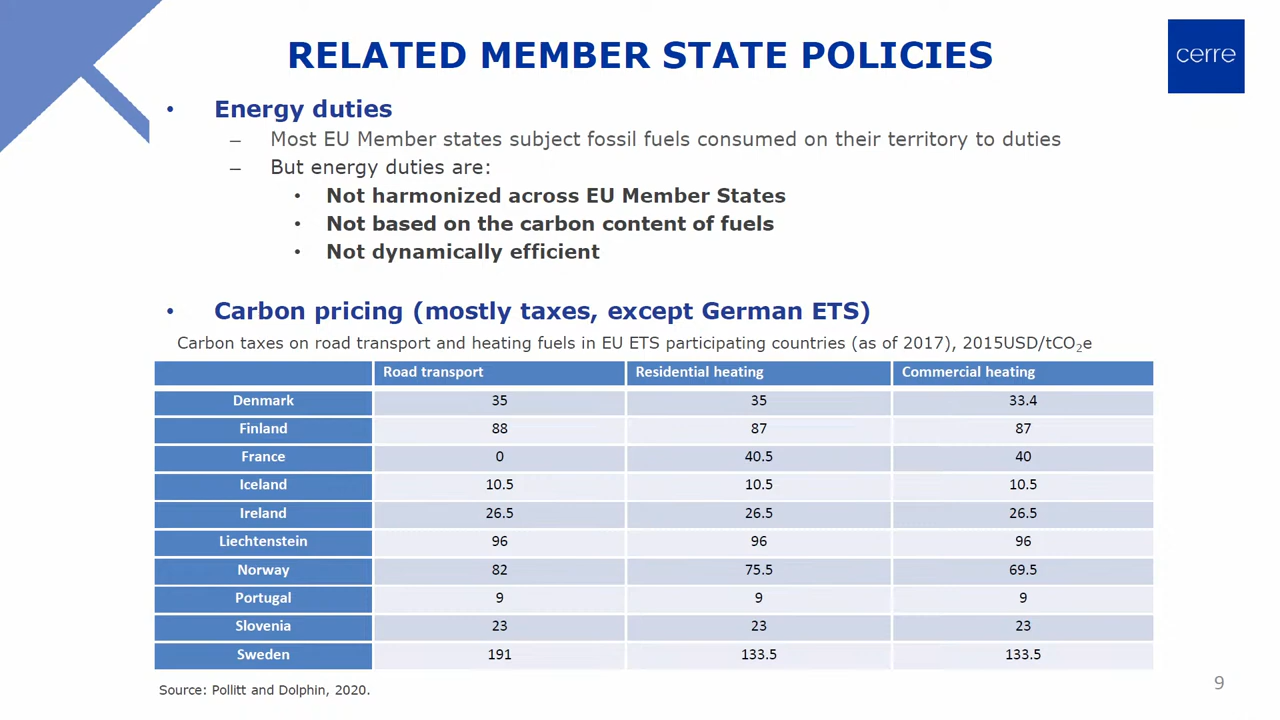 RELATED MEMBER STATE POLICIES
cerre
• Energy duties
– Most EU Member states subject fossil fuels consumed on their territory to duties
– But energy duties are:
• Not harmonized across EU Member States
• Not based on the carbon content of fuels
• Not dynamically efficient
• Carbon pricing (mostly taxes, except German ETS)
Carbon taxes on road transport and heating fuels in EU ETS participating countries (as of 2017), 2015USD/tCO₂e
Road transport Residential heating Commercial heating
Denmark 35 35 33.4
Finland 88 87 87
France 0 40.5 40
Iceland 10.5 10.5 10.5
Ireland 26.5 26.5 26.5
Liechtenstein 96 96 96
Norway 82 75.5 69.5
Portugal 9 9 9
Slovenia 23 23 23
Sweden 191 133.5 133.5
Source: Pollitt and Dolphin, 2020.
9